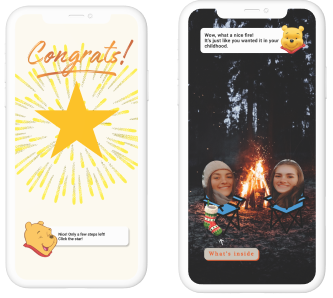 Congrats!
Nice! Only a few steps left!
Click the star!
Wow, what a nice fire!
It's just like you wanted it in your
childhood.
What's inside